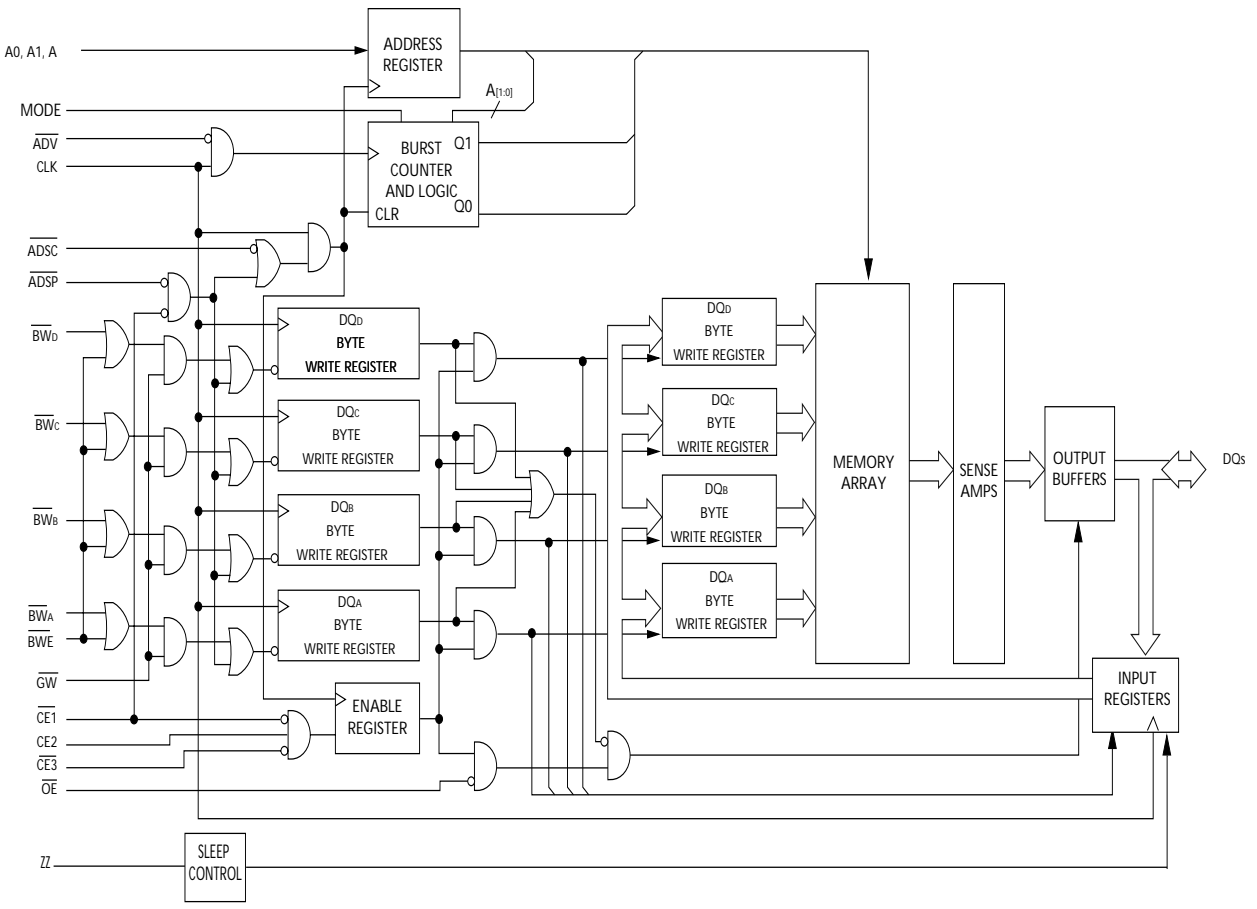 A0, A1, A
ADDRESS
REGISTER
MODE
A[1:0]
ADV
CLK
BURST
COUNTER
AND LOGIC
Q1
Q0
CLR
ADSC
ADSP
BWD
BWC
BWB
BWA
BWE
GW
CE1
CE2
CE3
OE
ZZ
DQD
BYTE
WRITE REGISTER
DQC
BYTE
WRITE REGISTER
DQB
BYTE
WRITE REGISTER
DQA
BYTE
WRITE REGISTER
ENABLE
REGISTER
SLEEP
CONTROL
DQD
BYTE
WRITE REGISTER
DQC
BYTE
WRITE REGISTER
DQB
BYTE
WRITE REGISTER
DQA
BYTE
WRITE REGISTER
MEMORY
ARRAY
SENSE
AMPS
OUTPUT
BUFFERS
DQs
INPUT
REGISTERS